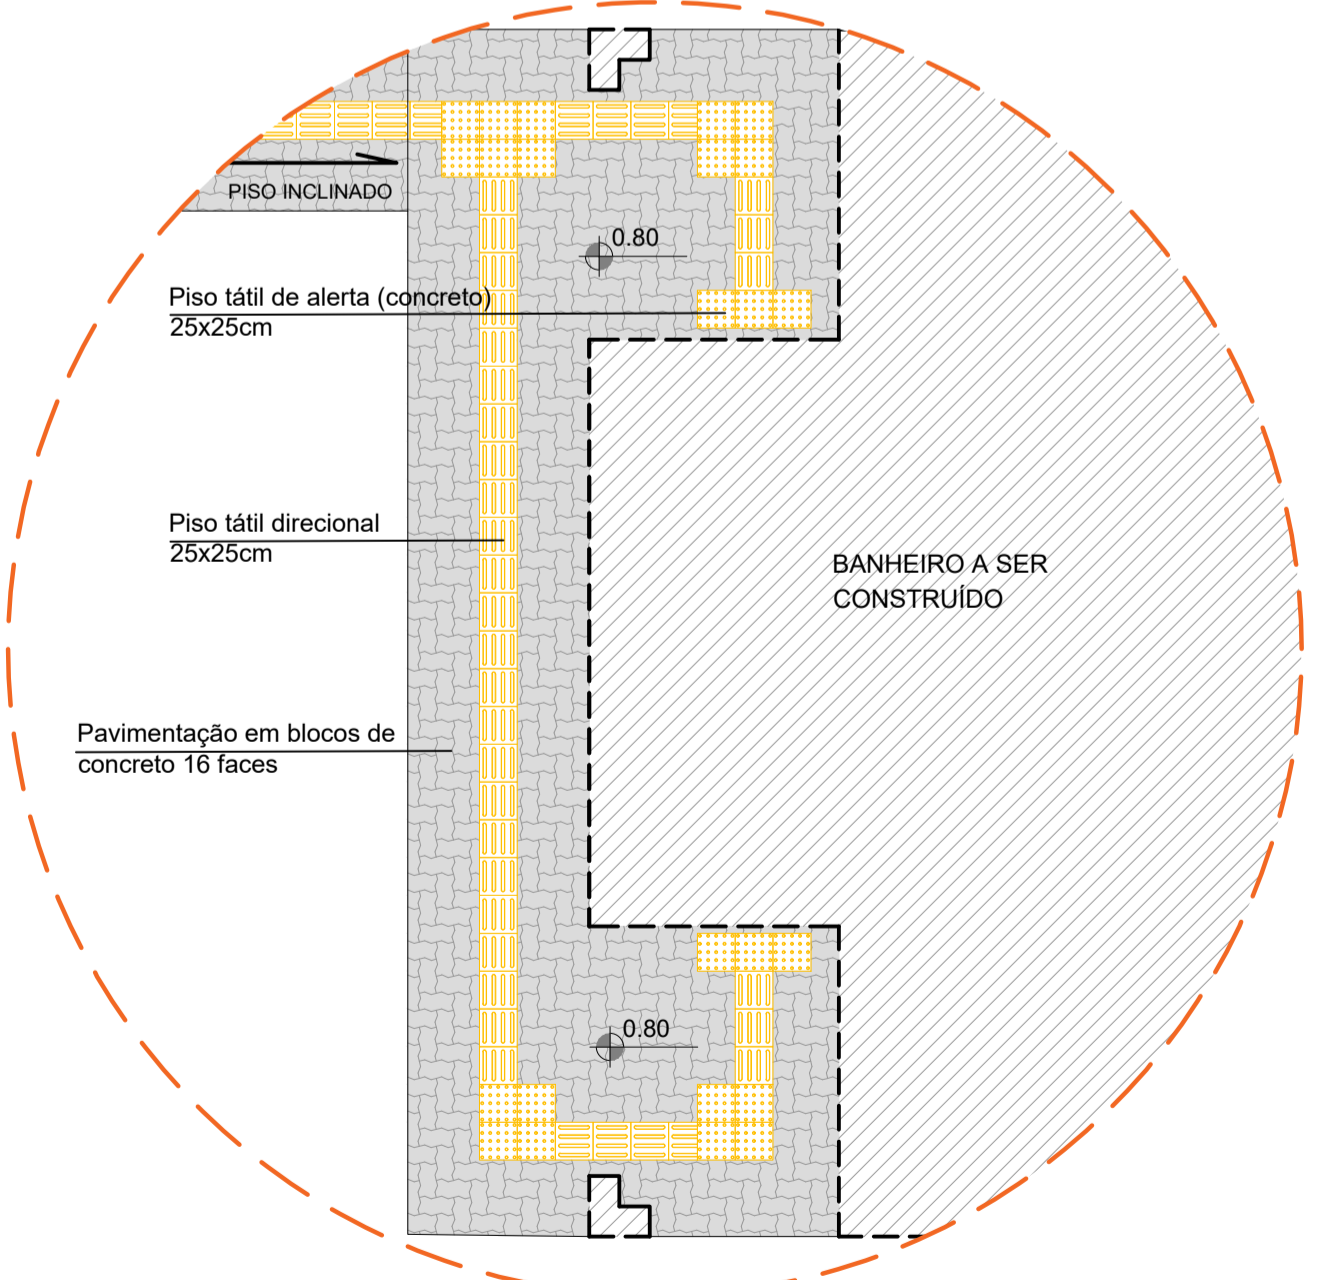 PISO INCLINADO
0.80
Piso tátil de alerta (concreto)
25x25cm
Piso tátil direcional
25x25cm
BANHEIRO A SER
CONSTRUÍDO
Pavimentação em blocos de
concreto 16 faces
0.80